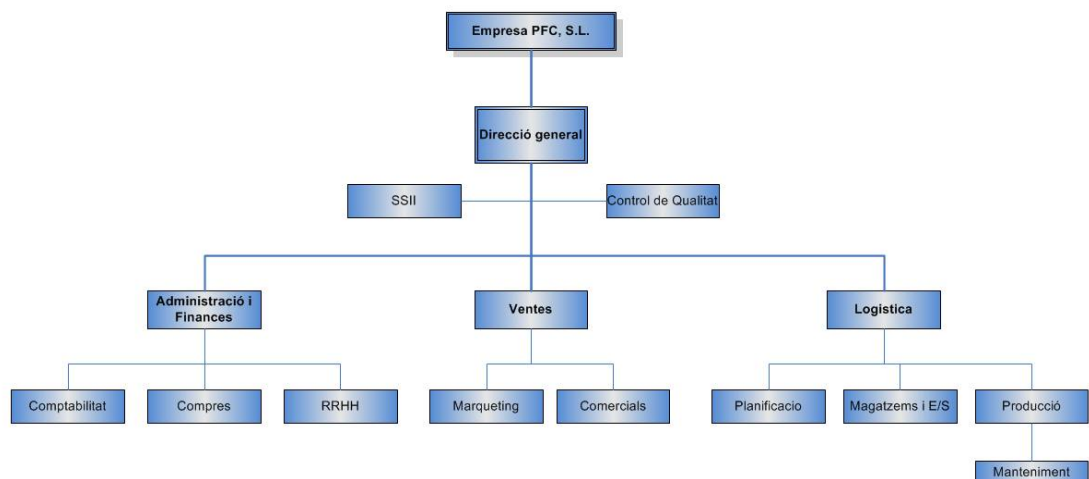 Empresa PFC, S.L.
Direcció general
SSII
Control de Qualitat
Administració i
Finances
Ventes
Logistica
Comptabilitat
Compres
RRHH
Marqueting
Comercials
Planificacio
Magatzems i E/S
Producció
Manteniment